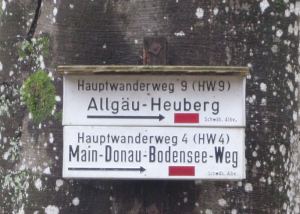 Hauptwanderweg 9 (HW9)
Allgäu-Heuberg
Schwäb. Albv.
Hauptwanderweg 4 (HW4)
Main-Donau-Bodensee-Weg
Schwäb. Albv.